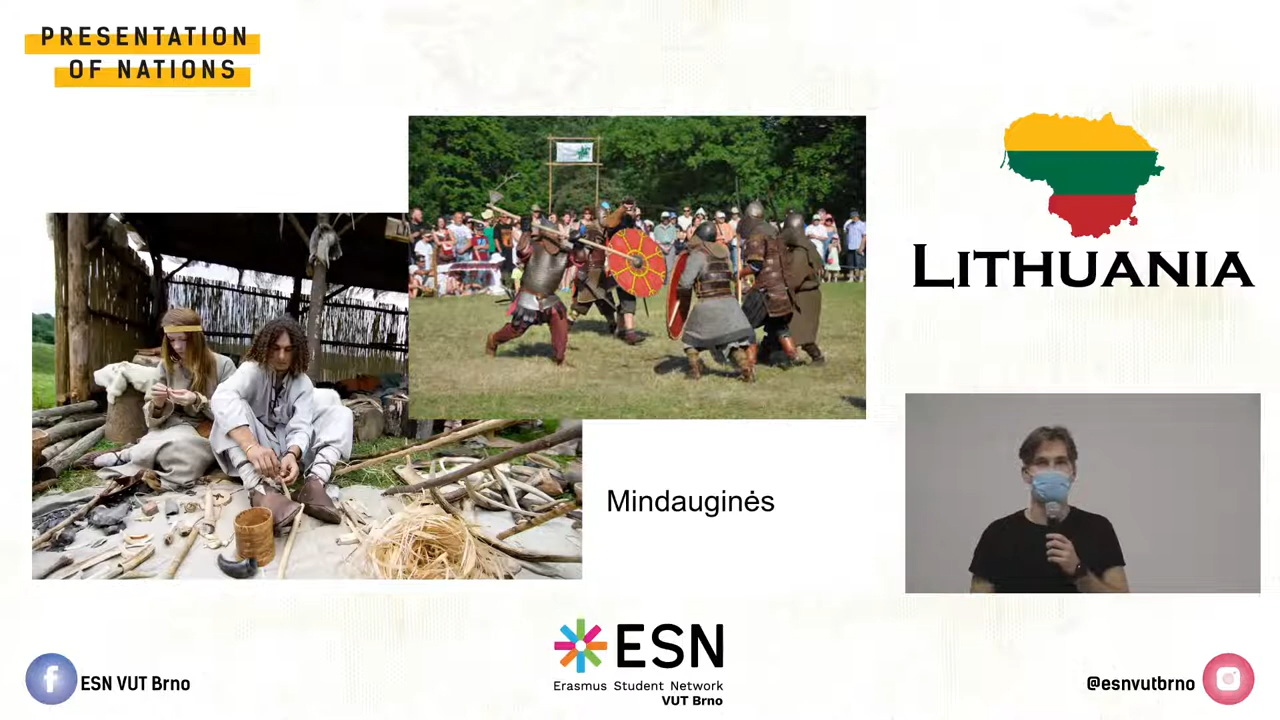 PRESENTATION
OF NATIONS
LITHUANIA
Mindauginės
ESN
Erasmus Student Network
VUT Brno
ESN VUT Brno
@esnvutbrno